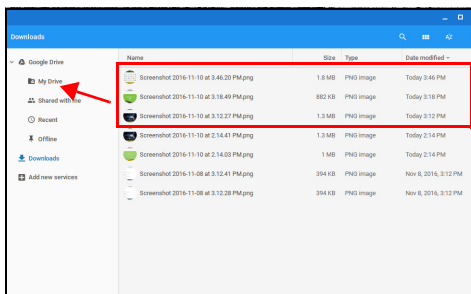 Downloads
Google Drive
My Drive
Shared with me
Recent
Offline
Downloads
Add new services
Name Size Type Date modified
Screenshot 2016-11-10 at 3.46.20 PM.png 1.8 MB PNG image Today 3:46 PM
Screenshot 2016-11-10 at 3.18.49 PM.png 882 KB PNG image Today 3:18 PM
Screenshot 2016-11-10 at 3.12.27 PM.png 1.3 MB PNG image Today 3:12 PM
Screenshot 2016-11-10 at 2.14.41 PM.png 1.3 MB PNG image Today 2:14 PM
Screenshot 2016-11-10 at 2.14.03 PM.png 1 MB PNG image Today 2:14 PM
Screenshot 2016-11-08 at 3.12.41 PM.png 394 KB PNG image Nov 8, 2016, 3:12 PM
Screenshot 2016-11-08 at 3.12.28 PM.png 394 KB PNG image Nov 8, 2016, 3:12 PM